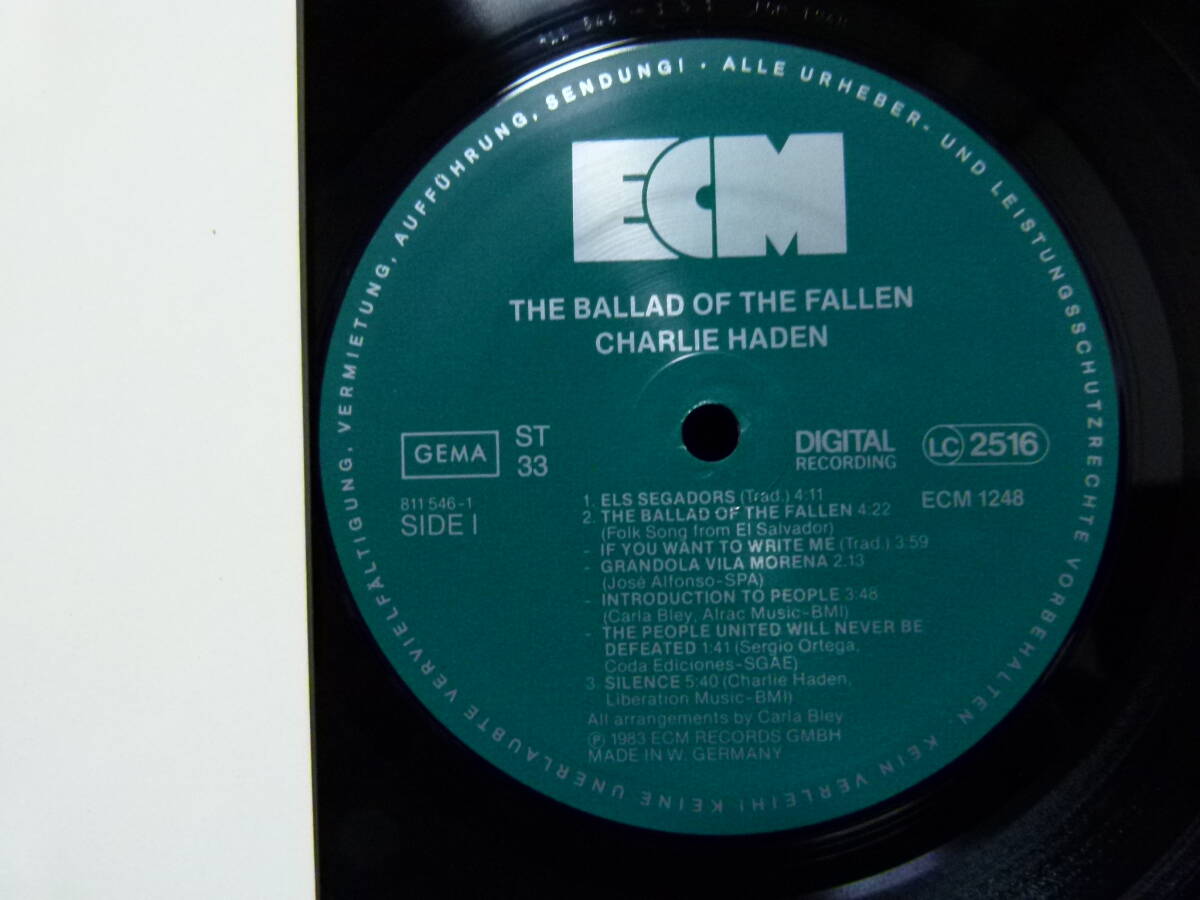 ALLE URHEBER- UND LEISTUNGSSCHUTZRECHTE VORBEHALTEN. KEIN VERLEIH! KEINE UNERLAUBTE VERVIELFÄLTIGUNG, VERMIETUNG, AUFFÜHRUNG, SENDUNG! ·
ECM
THE BALLAD OF THE FALLEN
CHARLIE HADEN
GEMA
ST
33
DIGITAL
RECORDING
LC 2516
811 546-1
SIDE I
ECM 1248
1. ELS SEGADORS (Trad.) 4:11
2. THE BALLAD OF THE FALLEN 4:22
(Folk Song from El Salvador)
- IF YOU WANT TO WRITE ME (Trad.) 3:59
- GRANDOLA VILA MORENA 2.13
(José Alfonso-SPA)
- INTRODUCTION TO PEOPLE 3:48
(Carla Bley, Alrac Music-BMI)
- THE PEOPLE UNITED WILL NEVER BE
DEFEATED 1:41 (Sergio Ortega,
Coda Ediciones-SGAE)
3. SILENCE 5:40 (Charlie Haden,
Liberation Music-BMI)
All arrangements by Carla Bley
℗ 1983 ECM RECORDS GMBH
MADE IN W. GERMANY